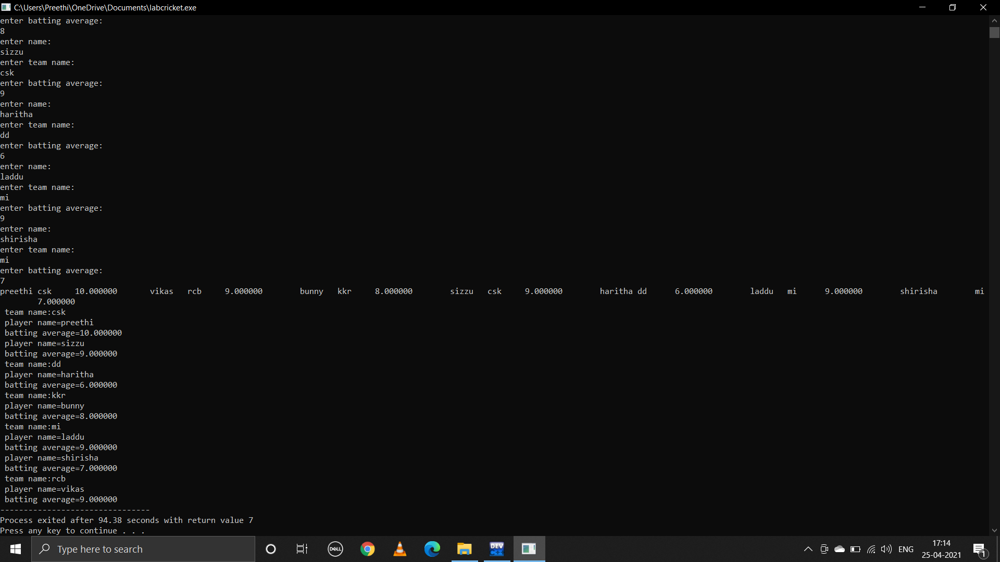 C:\Users\Preethi\OneDrive\Documents\labcricket.exe
enter batting average:
8
enter name:
sizzu
enter team name:
csk
enter batting average:
9
enter name:
haritha
enter team name:
dd
enter batting average:
6
enter name:
laddu
enter team name:
mi
enter batting average:
9
enter name:
shirisha
enter team name:
mi
enter batting average:
7
preethi csk     10.000000       vikas   rcb     9.000000        bunny   kkr     8.000000        sizzu   csk     9.000000        haritha dd      6.000000        laddu   mi      9.000000        shirisha        mi
        7.000000
 team name:csk
 player name=preethi
 batting average=10.000000
 player name=sizzu
 batting average=9.000000
 team name:dd
 player name=haritha
 batting average=6.000000
 team name:kkr
 player name=bunny
 batting average=8.000000
 team name:mi
 player name=laddu
 batting average=9.000000
 player name=shirisha
 batting average=7.000000
 team name:rcb
 player name=vikas
 batting average=9.000000
--------------------------------
Process exited after 94.38 seconds with return value 7
Press any key to continue . . .
Type here to search
DELL
DEV
C++
ENG
17:14
25-04-2021
1